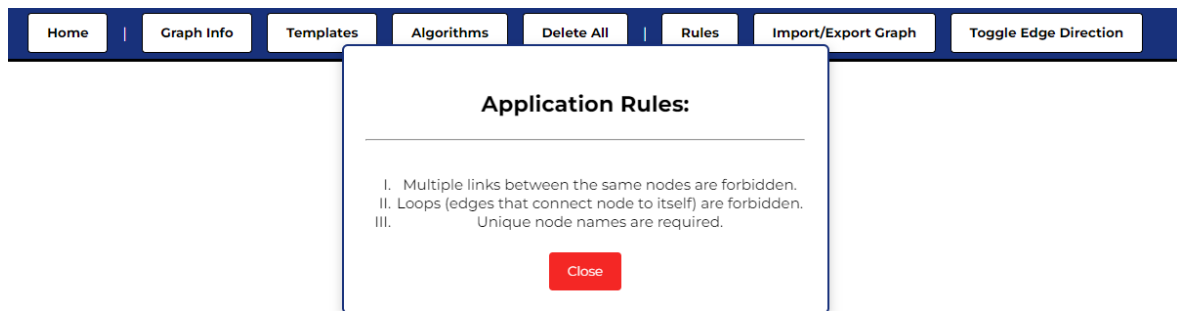 Home | Graph Info Templates Algorithms Delete All | Rules Import/Export Graph Toggle Edge Direction
Application Rules:
I. Multiple links between the same nodes are forbidden.
II. Loops (edges that connect node to itself) are forbidden.
III. Unique node names are required.
Close